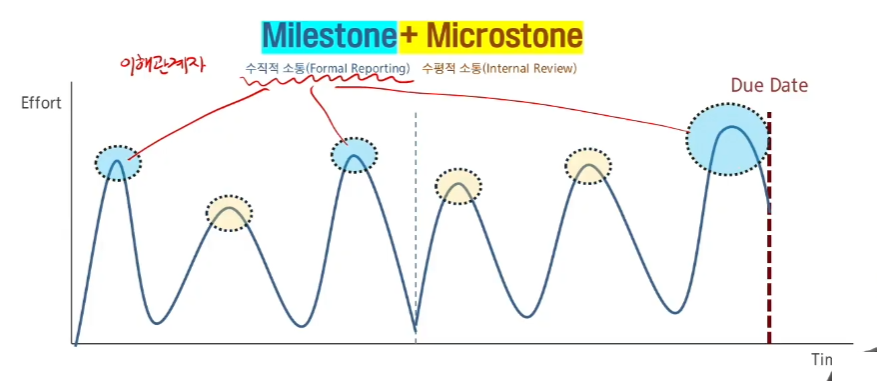 Milestone + Microstone
이해관계자
수직적 소통(Formal Reporting) 수평적 소통(Internal Review)
Due Date
Effort
Tin